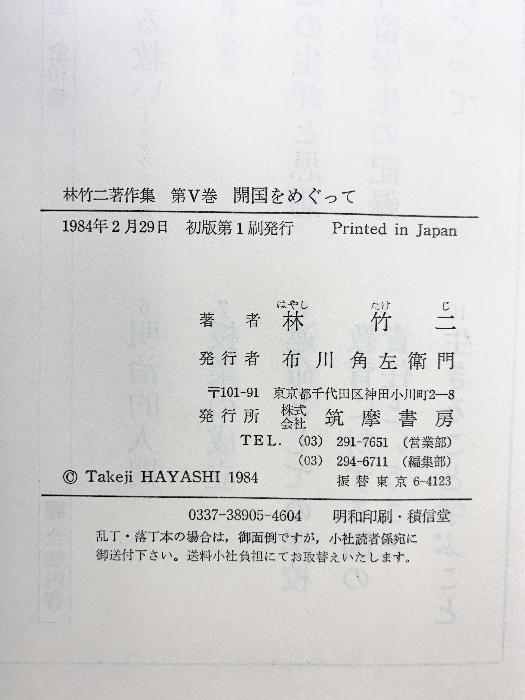 林竹二著作集 第Ⅴ巻 開国をめぐって
1984年2月29日 初版第1刷発行 Printed in Japan
はやし たけ じ
著者 林 竹二
発行者 布川角左衛門
〒101-91 東京都千代田区神田小川町2—8
発行所 株式会社 筑摩書房
TEL. (03) 291-7651 (営業部)
(03) 294-6711 (編集部)
© Takeji HAYASHI 1984 振替東京6-4123
0337-38905-4604 明和印刷・積信堂
乱丁・落丁本の場合は，御面倒ですが，小社読者係宛に
御送付下さい。送料小社負担にてお取替えいたします。